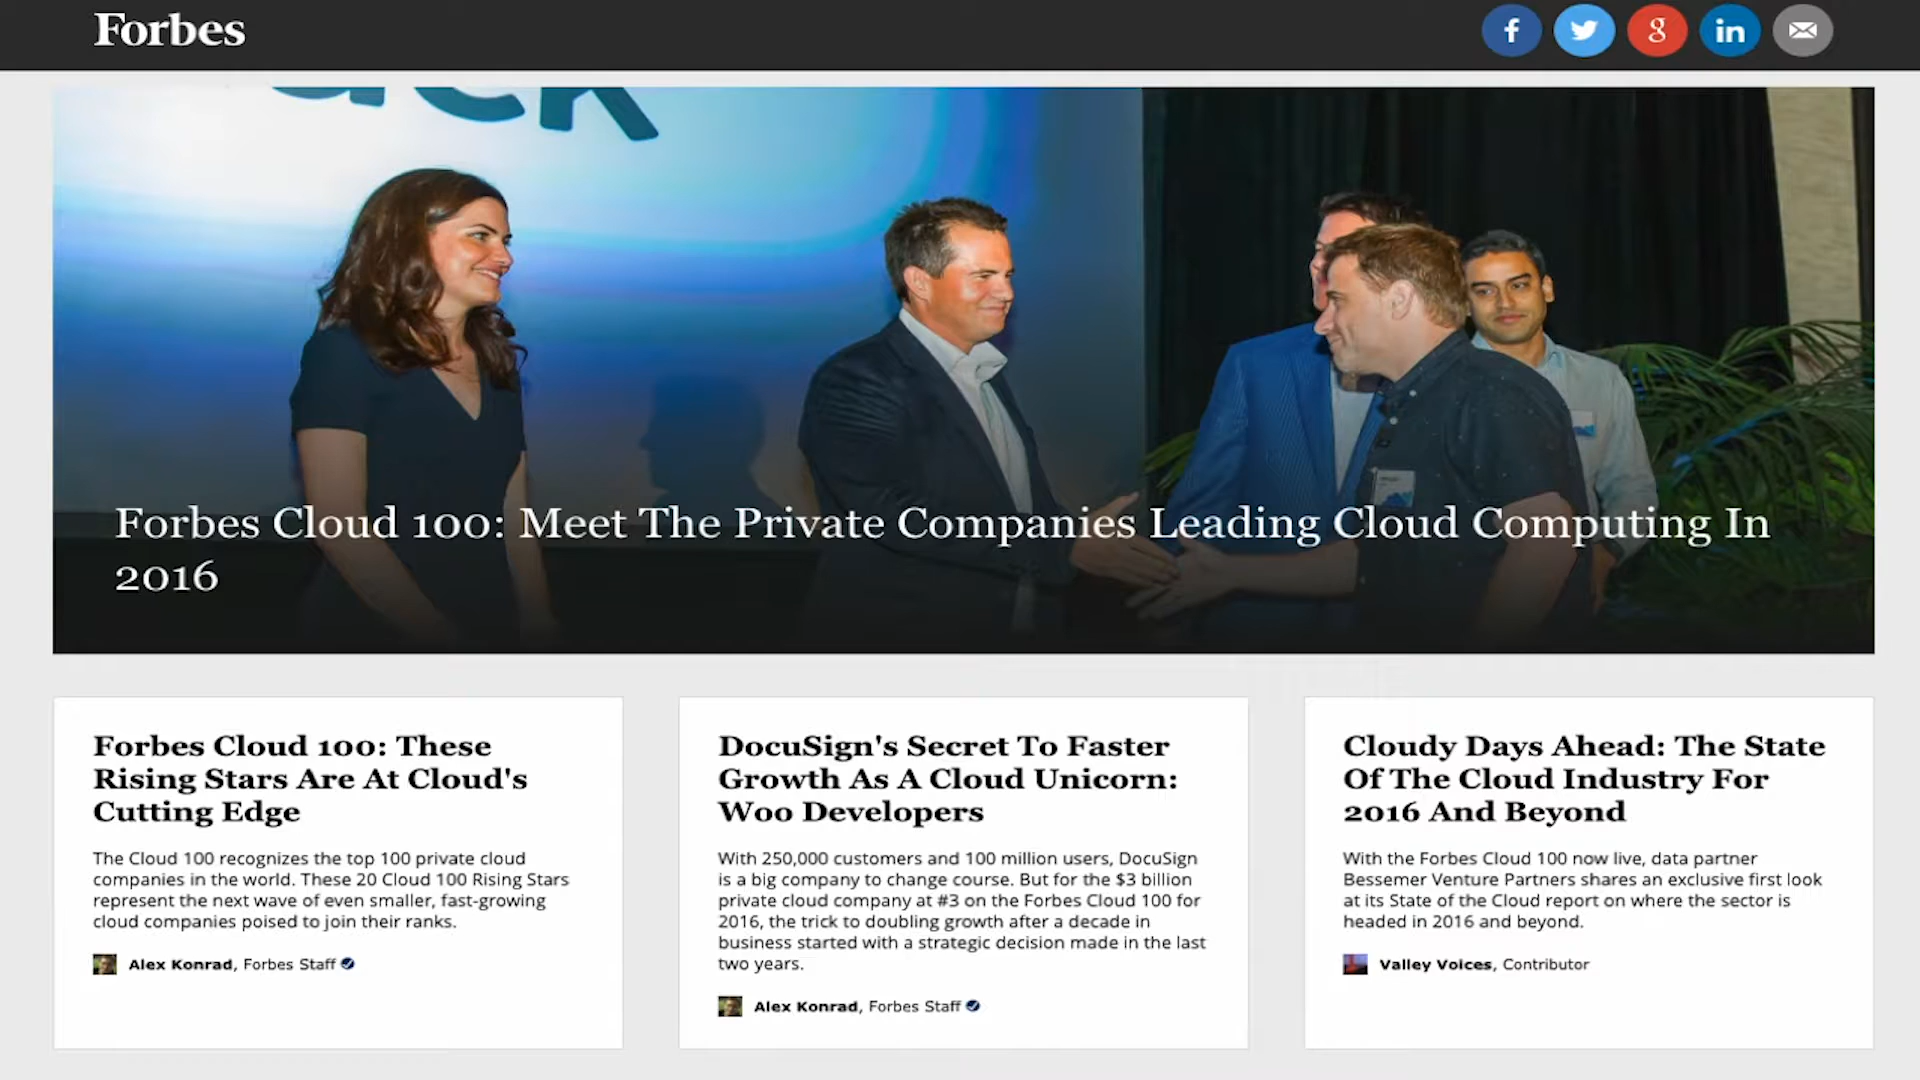 Forbes
Forbes Cloud 100: Meet The Private Companies Leading Cloud Computing In
2016
Forbes Cloud 100: These
Rising Stars Are At Cloud's
Cutting Edge
The Cloud 100 recognizes the top 100 private cloud
companies in the world. These 20 Cloud 100 Rising Stars
represent the next wave of even smaller, fast-growing
cloud companies poised to join their ranks.
Alex Konrad, Forbes Staff
DocuSign's Secret To Faster
Growth As A Cloud Unicorn:
Woo Developers
With 250,000 customers and 100 million users, DocuSign
is a big company to change course. But for the $3 billion
private cloud company at #3 on the Forbes Cloud 100 for
2016, the trick to doubling growth after a decade in
business started with a strategic decision made in the last
two years.
Alex Konrad, Forbes Staff
Cloudy Days Ahead: The State
Of The Cloud Industry For
2016 And Beyond
With the Forbes Cloud 100 now live, data partner
Bessemer Venture Partners shares an exclusive first look
at its State of the Cloud report on where the sector is
headed in 2016 and beyond.
Valley Voices, Contributor